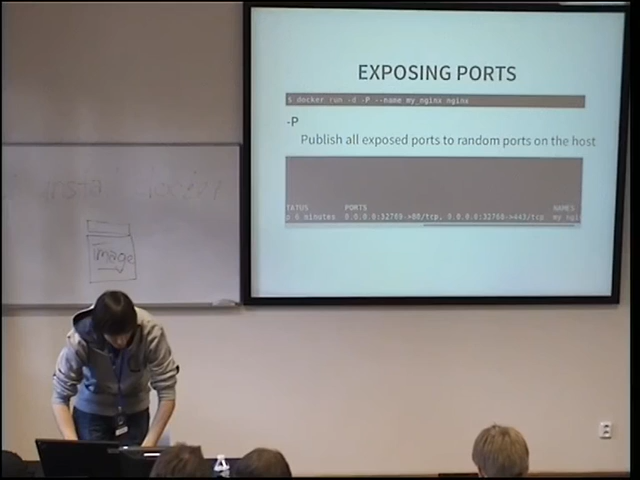 EXPOSING PORTS
$ docker run -d -P --name my_nginx nginx
-P
Publish all exposed ports to random ports on the host
TATUS PORTS NAMES
p 6 minutes 0.0.0.0:32769->80/tcp, 0.0.0.0:32768->443/tcp my_ngi
image